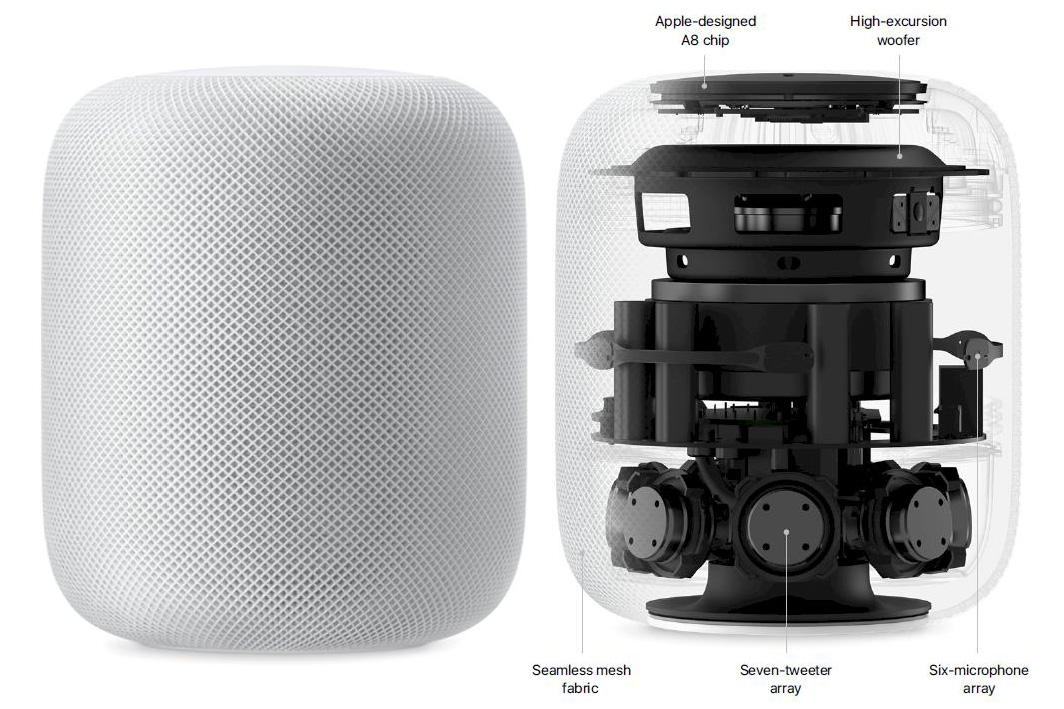 Apple-designed
A8 chip
High-excursion
woofer
Seamless mesh
fabric
Seven-tweeter
array
Six-microphone
array